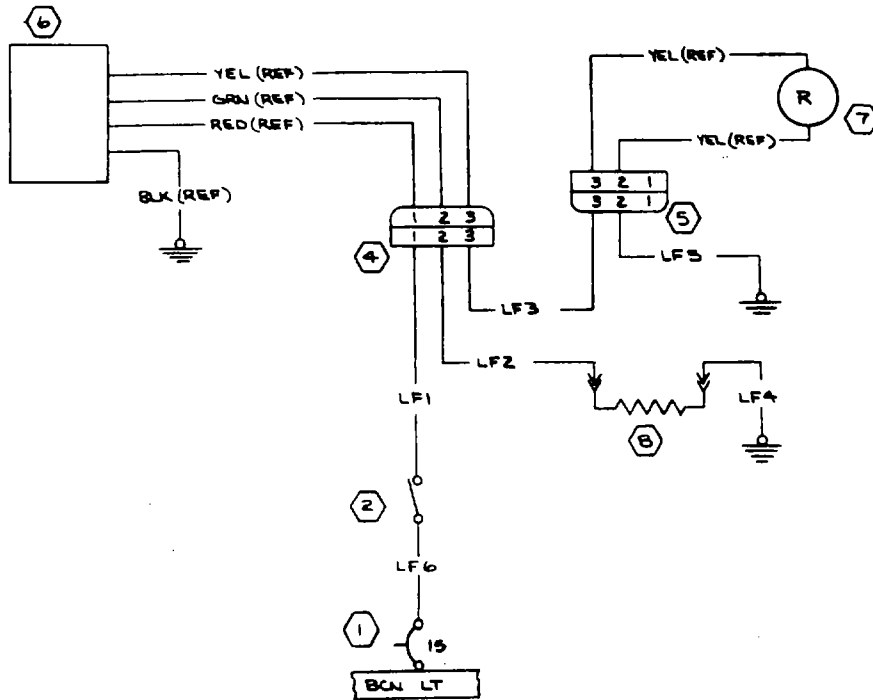 6
YEL (REF)
GRN (REF)
RED (REF)
BLK (REF)
YEL (REF)
R
7
YEL (REF)
3 2 1
3 2 1
5
1 2 3
1 2 3
4
LF5
LF3
LF2
LF4
8
LF1
2
LF6
1
15
BCN LT